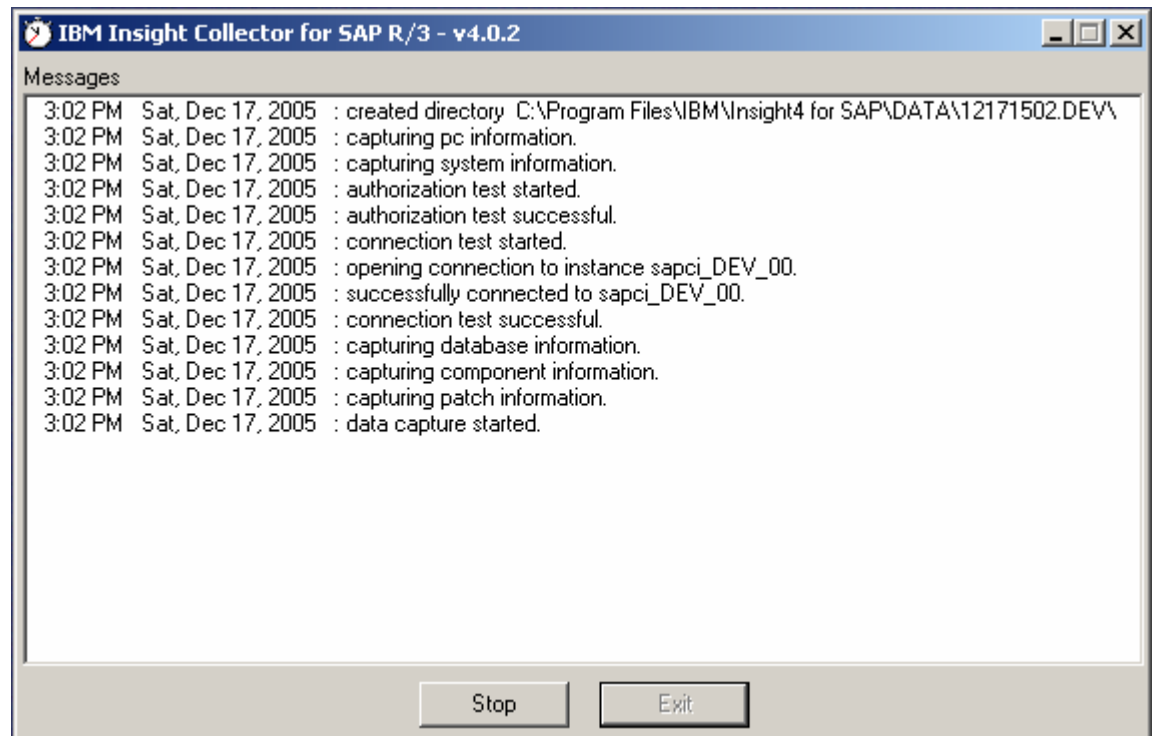 IBM Insight Collector for SAP R/3 - v4.0.2
Messages
3:02 PM Sat, Dec 17, 2005 : created directory C:\Program Files\IBM\Insight4 for SAP\DATA\12171502.DEV\
3:02 PM Sat, Dec 17, 2005 : capturing pc information.
3:02 PM Sat, Dec 17, 2005 : capturing system information.
3:02 PM Sat, Dec 17, 2005 : authorization test started.
3:02 PM Sat, Dec 17, 2005 : authorization test successful.
3:02 PM Sat, Dec 17, 2005 : connection test started.
3:02 PM Sat, Dec 17, 2005 : opening connection to instance sapci_DEV_00.
3:02 PM Sat, Dec 17, 2005 : successfully connected to sapci_DEV_00.
3:02 PM Sat, Dec 17, 2005 : connection test successful.
3:02 PM Sat, Dec 17, 2005 : capturing database information.
3:02 PM Sat, Dec 17, 2005 : capturing component information.
3:02 PM Sat, Dec 17, 2005 : capturing patch information.
3:02 PM Sat, Dec 17, 2005 : data capture started.
Stop Exit